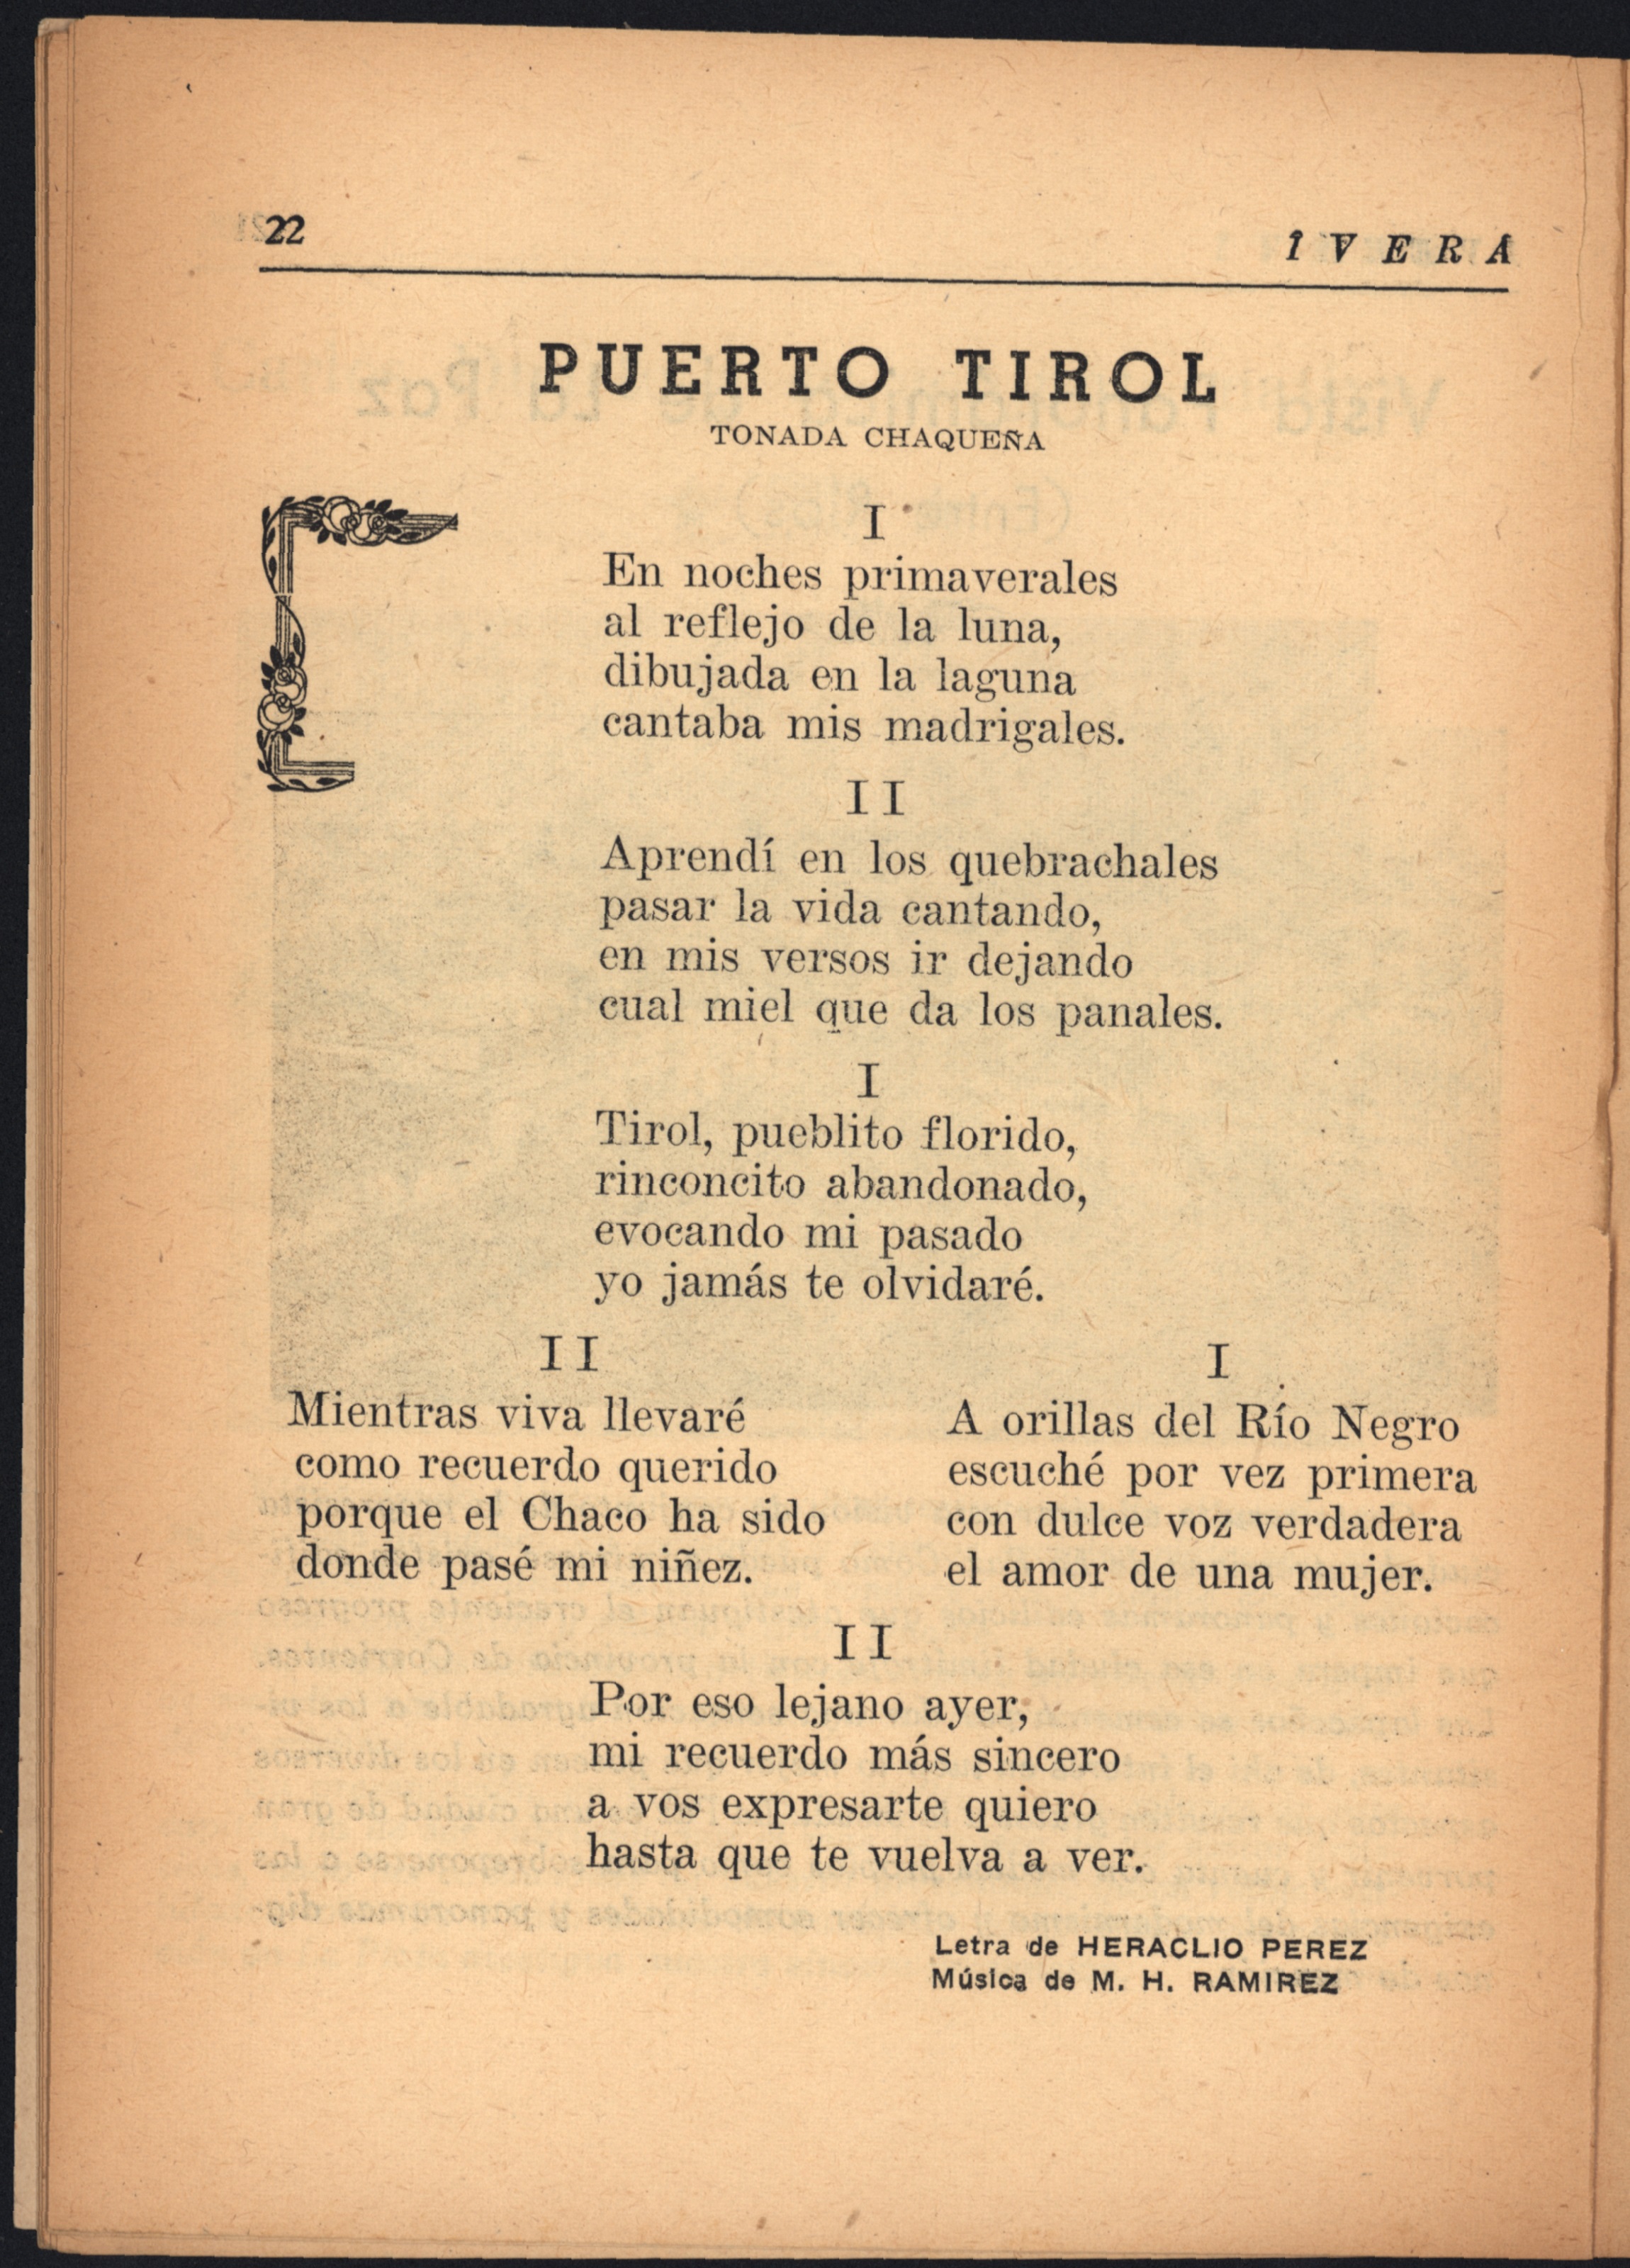 22
Î V E R Á
PUERTO TIROL
TONADA CHAQUEÑA
I
En noches primaverales
al reflejo de la luna,
dibujada en la laguna
cantaba mis madrigales.
I I
Aprendí en los quebrachales
pasar la vida cantando,
en mis versos ir dejando
cual miel que da los panales.
I
Tirol, pueblito florido,
rinconcito abandonado,
evocando mi pasado
yo jamás te olvidaré.
I I
Mientras viva llevaré
como recuerdo querido
porque el Chaco ha sido
donde pasé mi niñez.
I
A orillas del Río Negro
escuché por vez primera
con dulce voz verdadera
el amor de una mujer.
I I
Por eso lejano ayer,
mi recuerdo más sincero
a vos expresarte quiero
hasta que te vuelva a ver.
Letra de HERACLIO PEREZ
Música de M. H. RAMIREZ